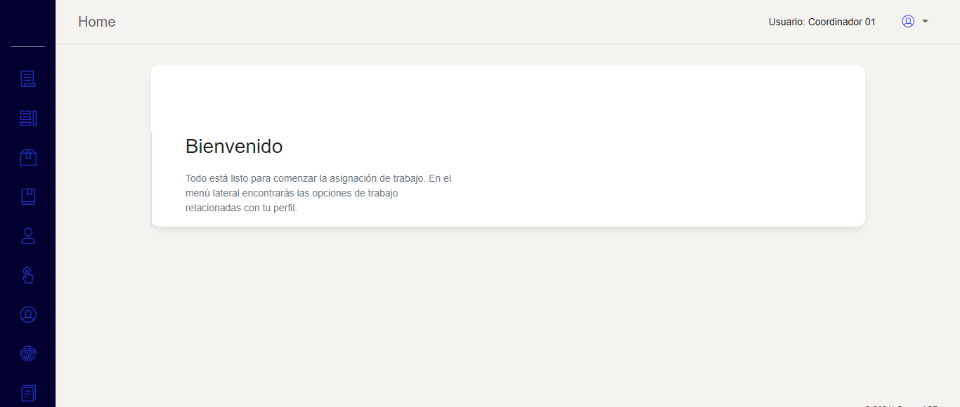 Home
Usuario: Coordinador 01
Bienvenido
Todo está listo para comenzar la asignación de trabajo. En el
menú lateral encontrarás las opciones de trabajo
relacionadas con tu perfil.